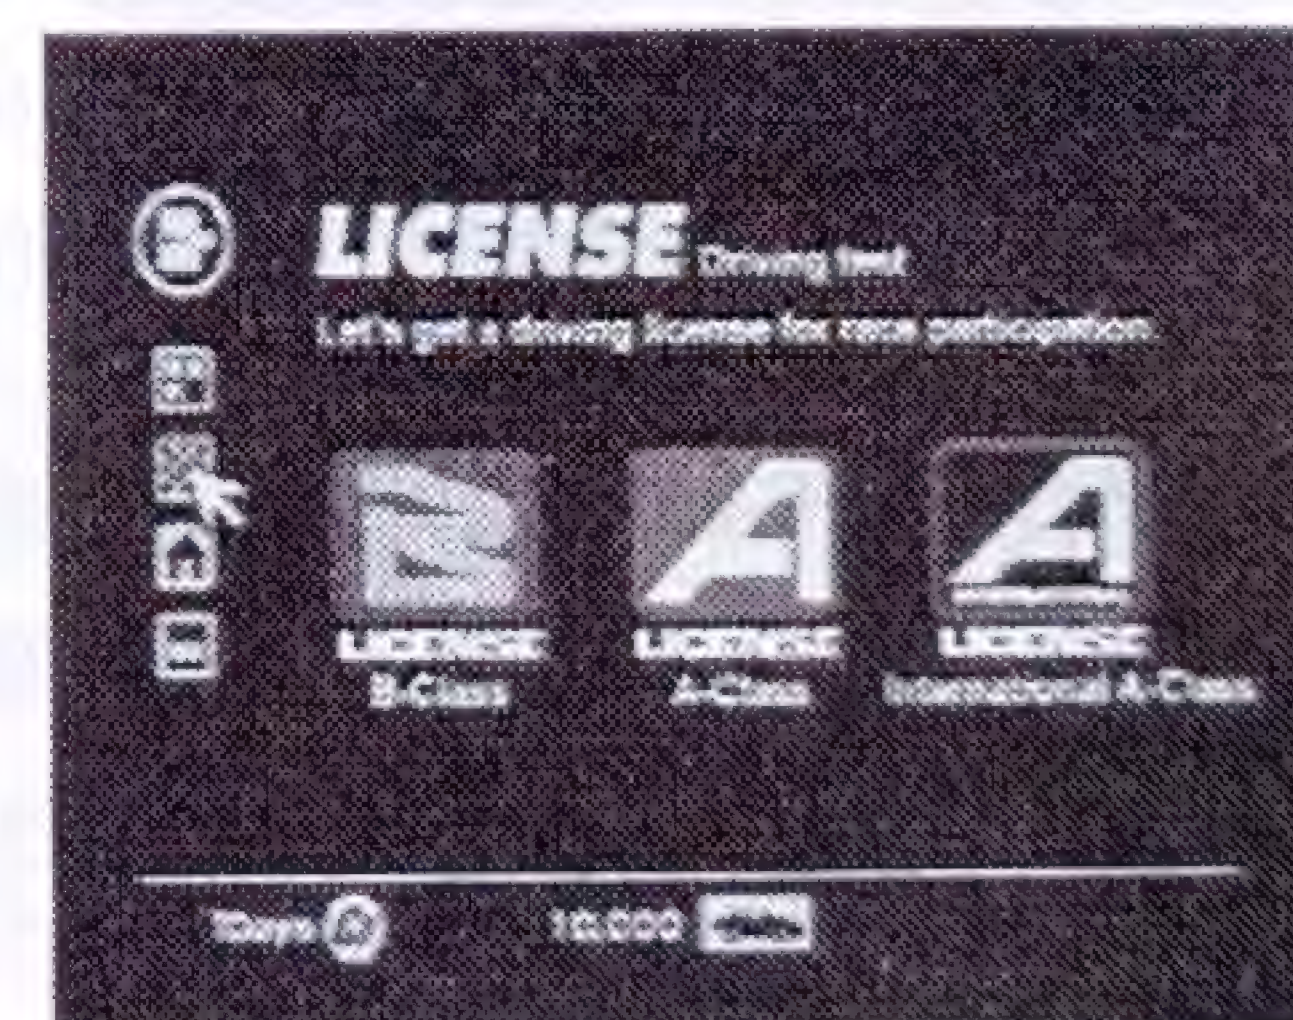 LICENSE Driving test
Let's get a driving license for race participation
LICENSE LICENSE LICENSE
B-Class A-Class International A-Class
Days 10,000